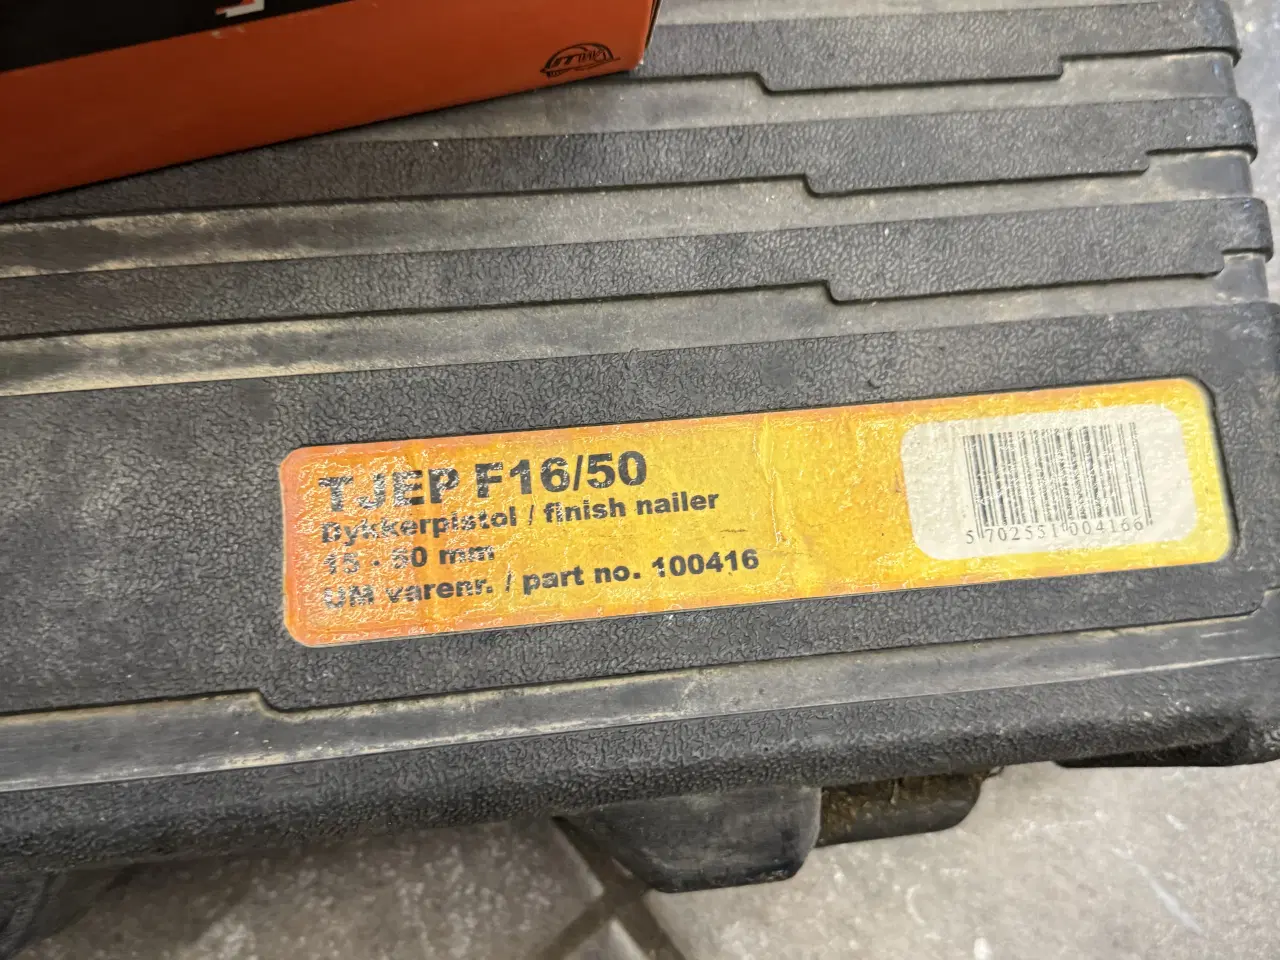 TJEP F16/50
Dykkerpistol / finish nailer
15 - 50 mm
UM varenr. / part no. 100416
5 702551 004166